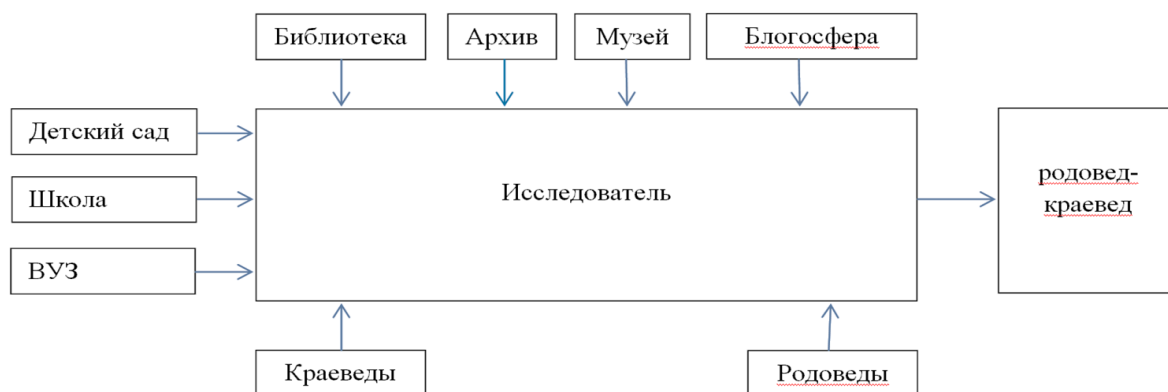 Библиотека
Архив
Музей
Блогосфера
Детский сад
Школа
ВУЗ
Исследователь
родовед-
краевед
Краеведы
Родоведы